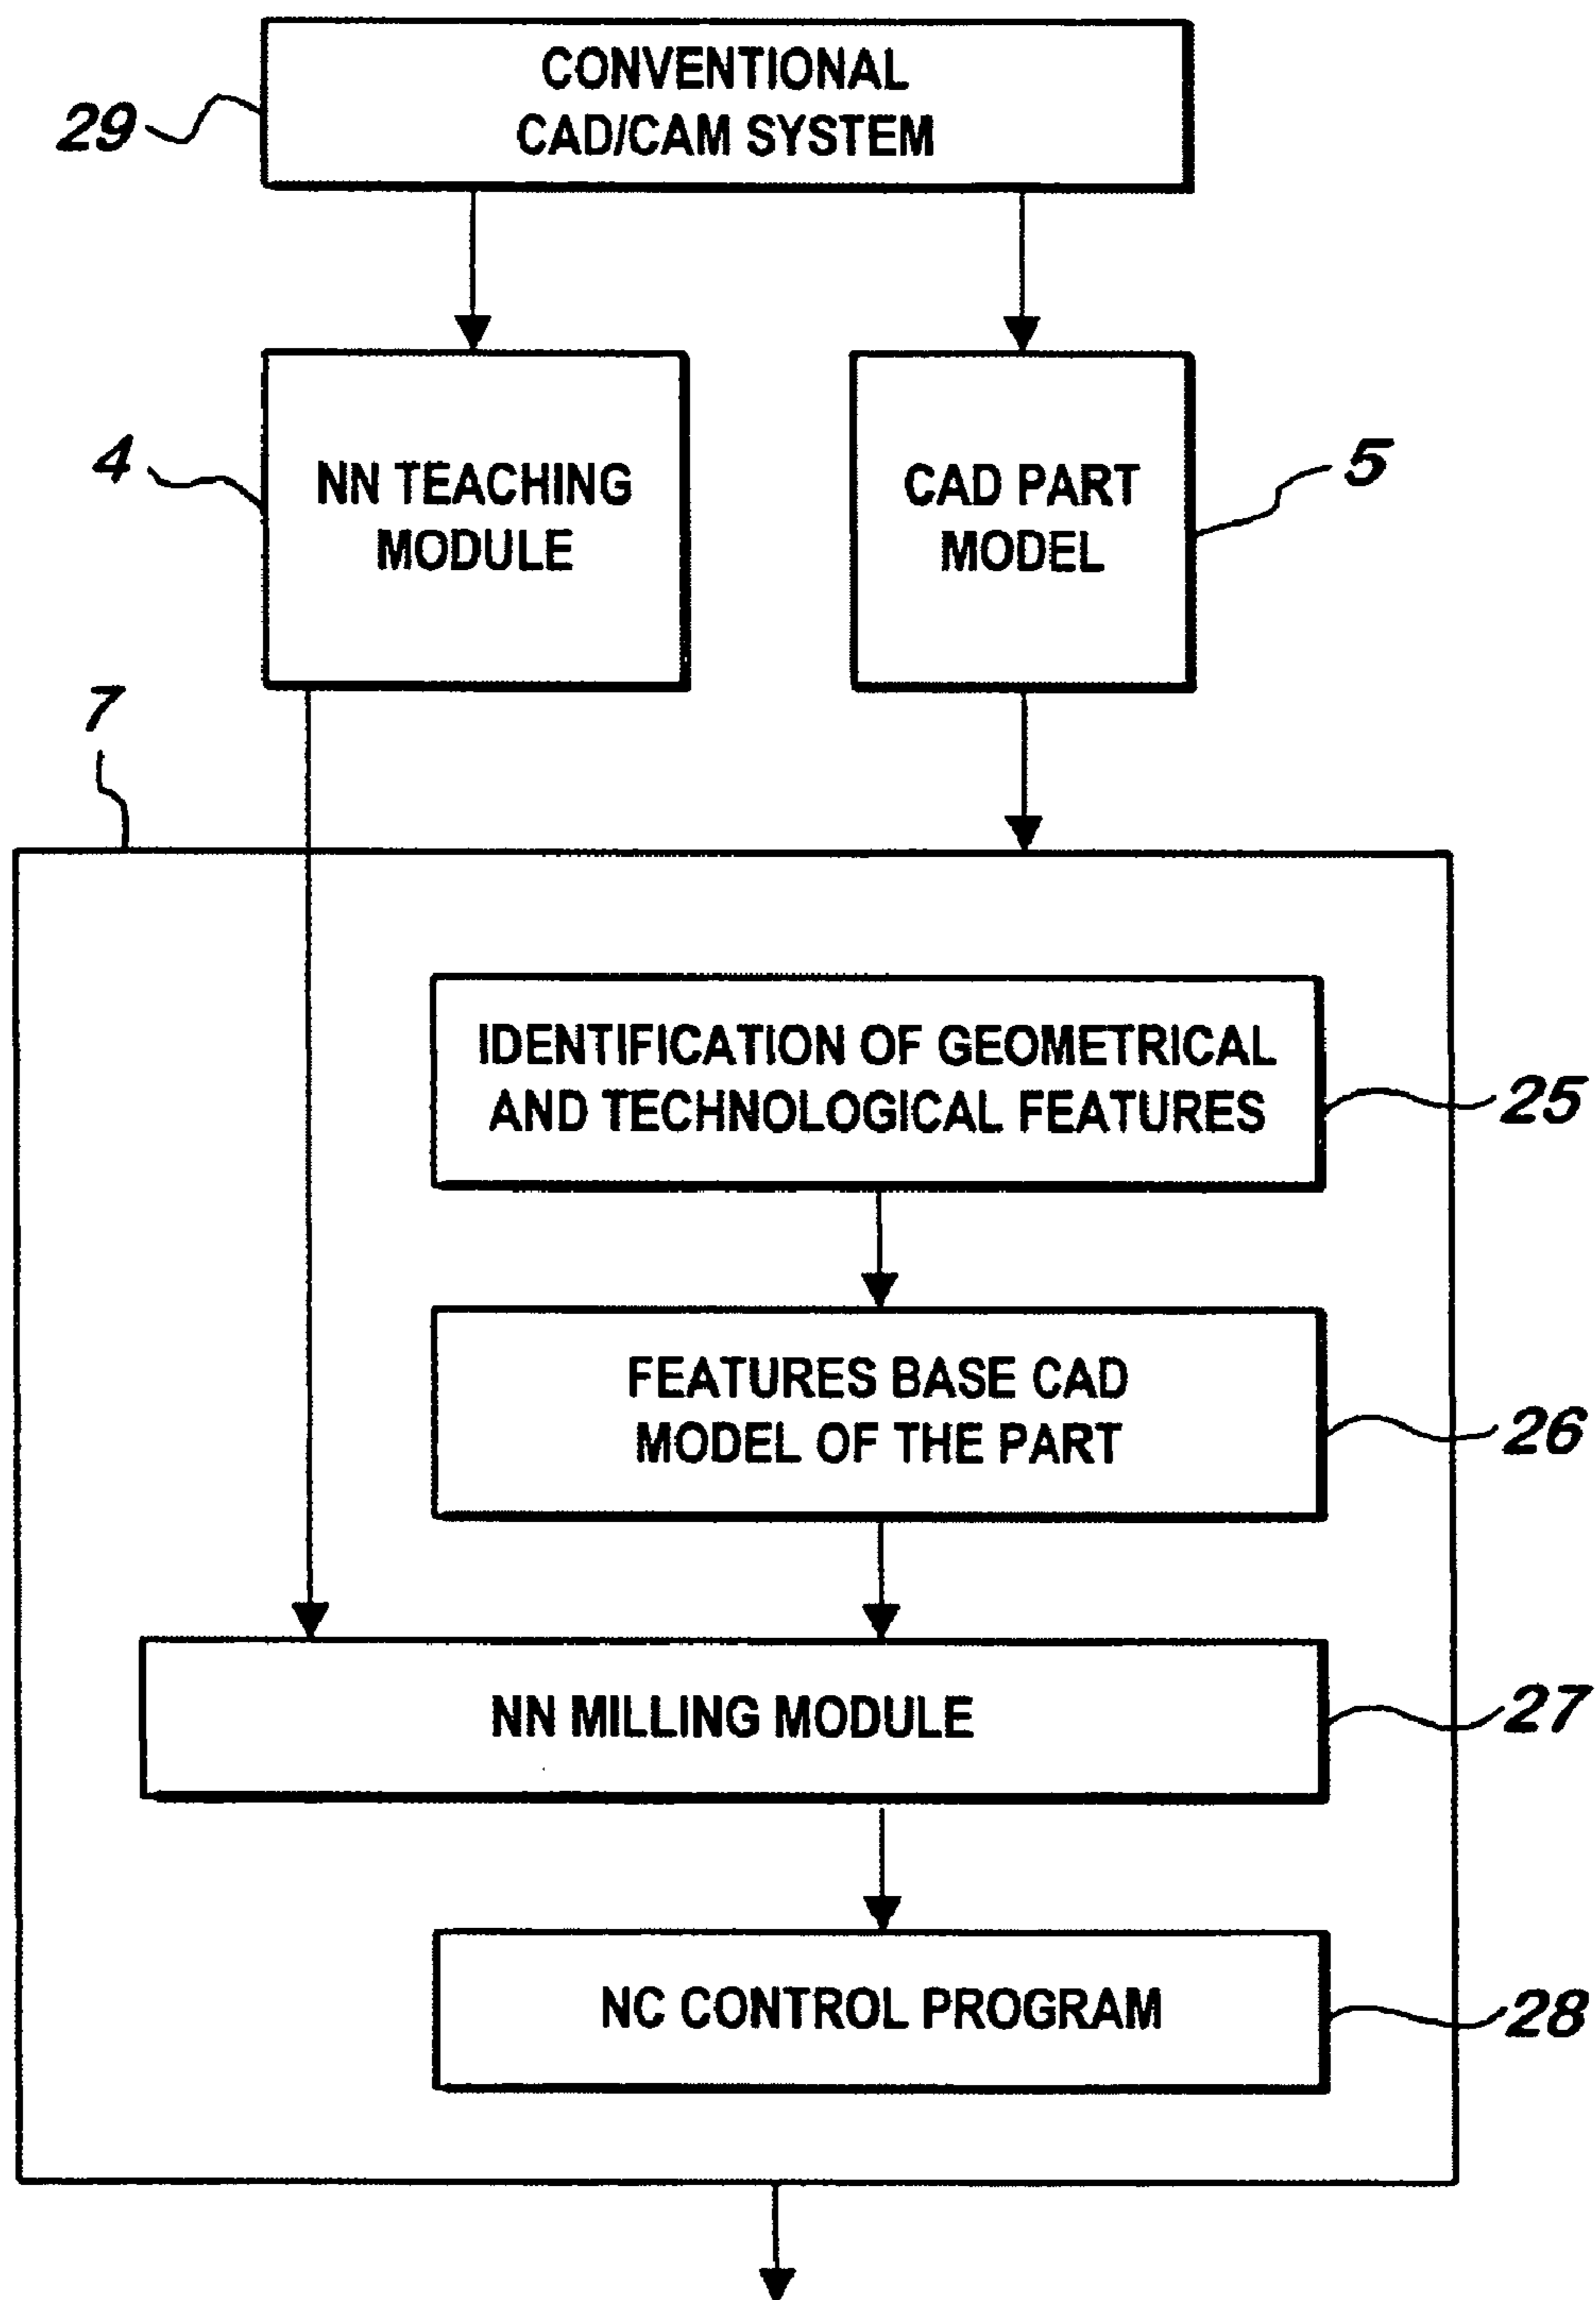 CONVENTIONAL
CAD/CAM SYSTEM
29
NN TEACHING
MODULE
4
CAD PART
MODEL
5
7
IDENTIFICATION OF GEOMETRICAL
AND TECHNOLOGICAL FEATURES
25
FEATURES BASE CAD
MODEL OF THE PART
26
NN MILLING MODULE
27
NC CONTROL PROGRAM
28